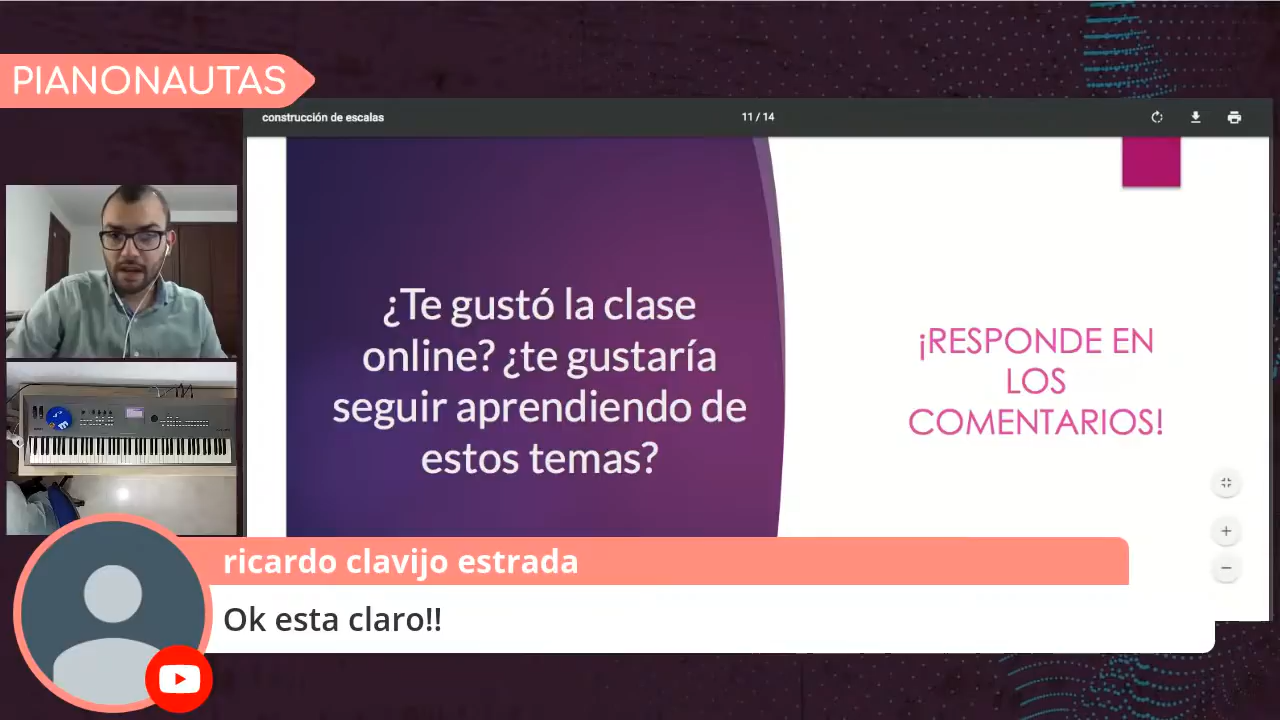 PIANONAUTAS
construcción de escalas
11 / 14
¿Te gustó la clase
online? ¿te gustaría
seguir aprendiendo de
estos temas?
¡RESPONDE EN
LOS
COMENTARIOS!
ricardo clavijo estrada
Ok esta claro!!